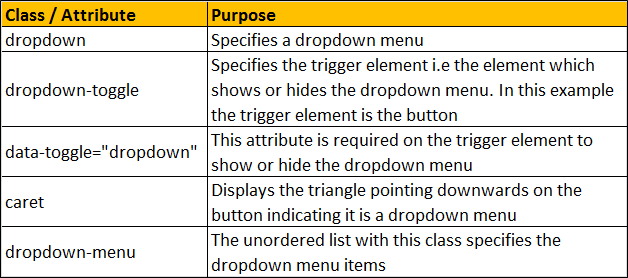 Class / Attribute Purpose
dropdown Specifies a dropdown menu
dropdown-toggle Specifies the trigger element i.e the element which
shows or hides the dropdown menu. In this example
the trigger element is the button
data-toggle="dropdown" This attribute is required on the trigger element to
show or hide the dropdown menu
caret Displays the triangle pointing downwards on the
button indicating it is a dropdown menu
dropdown-menu The unordered list with this class specifies the
dropdown menu items